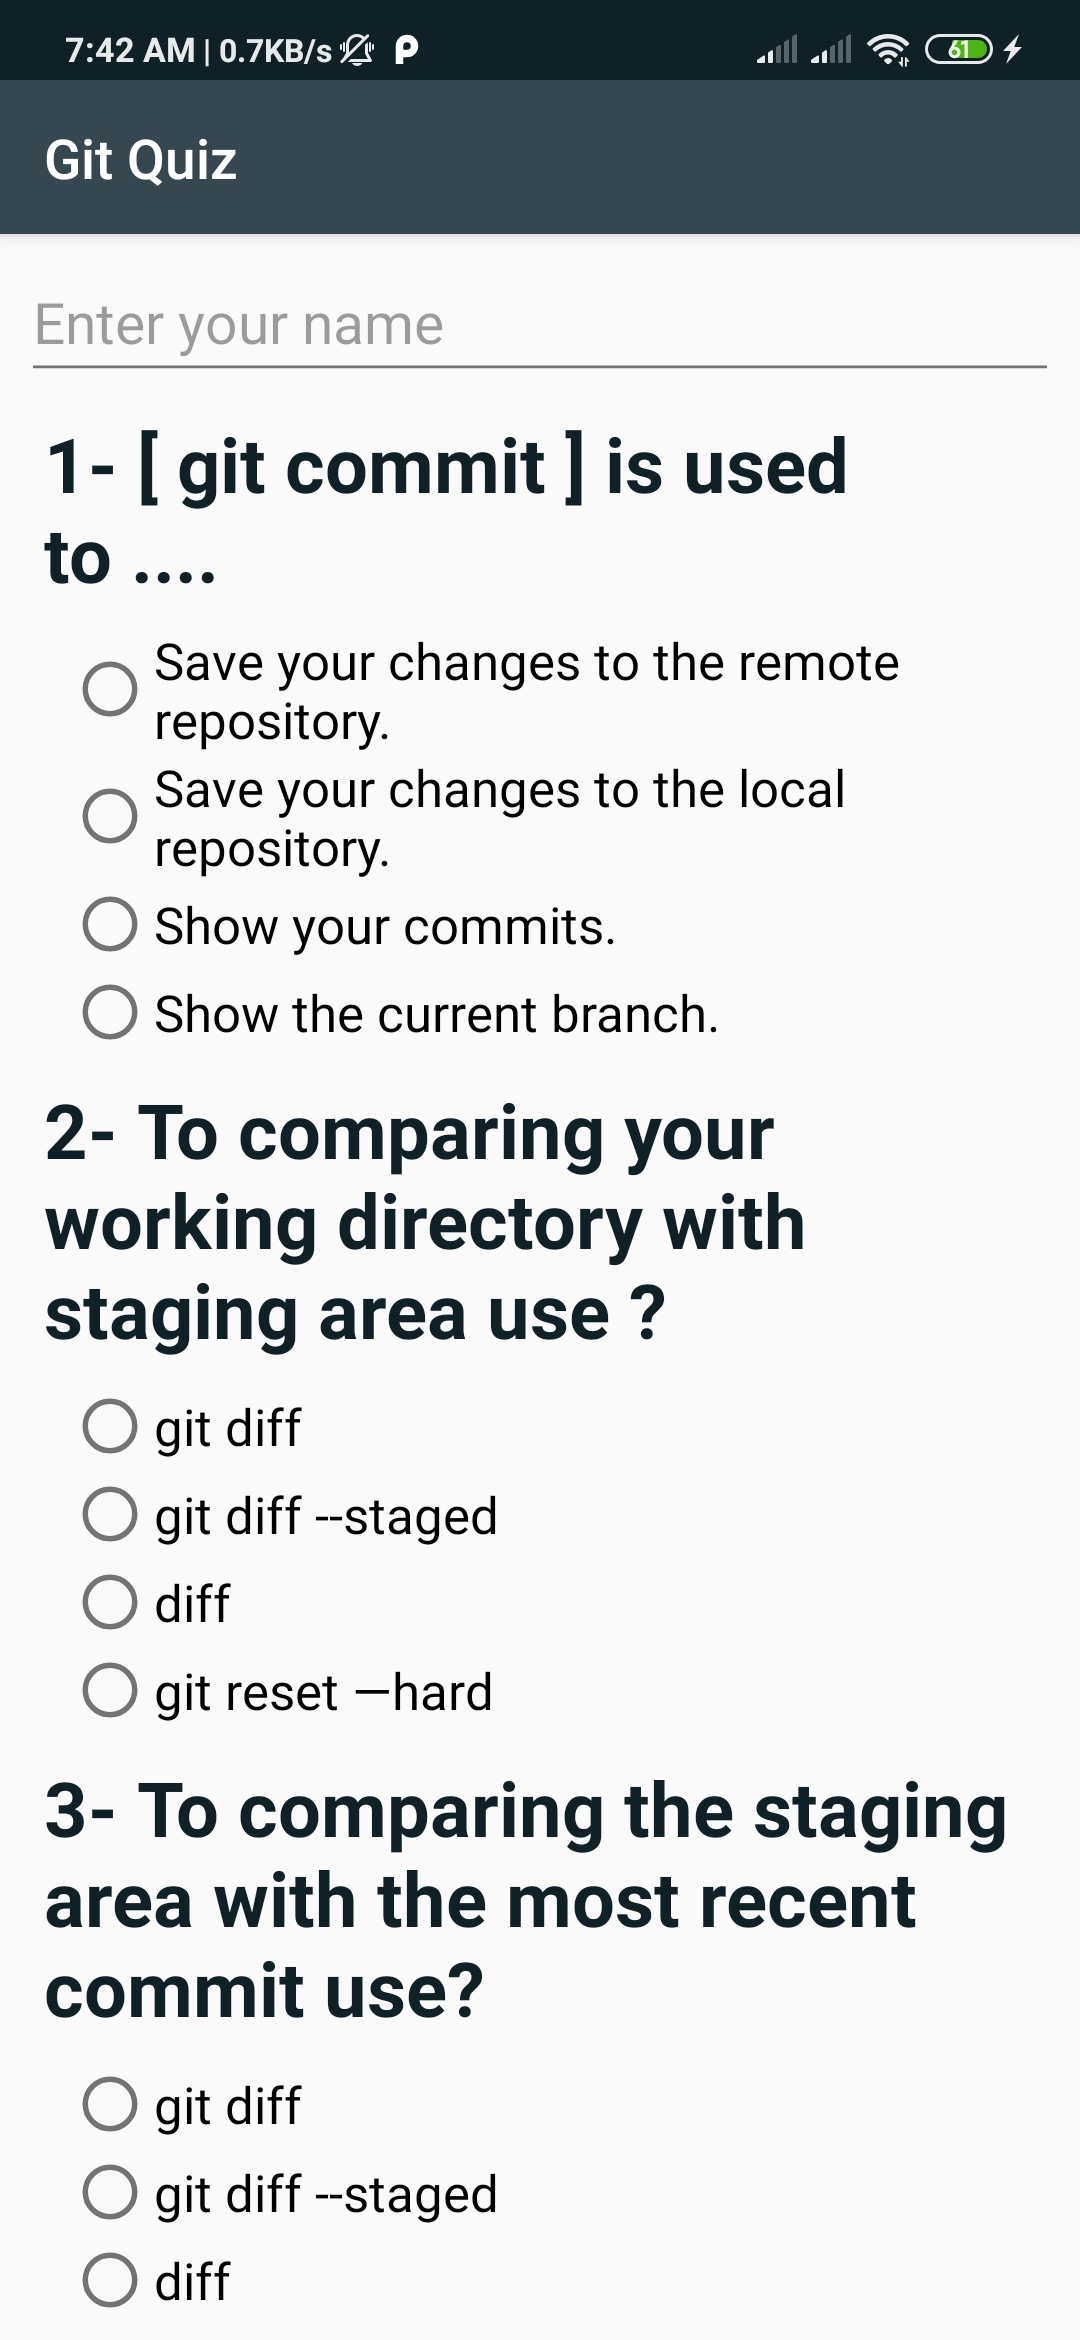 7:42 AM | 0.7KB/s 61
Git Quiz
Enter your name
1- [ git commit ] is used
to ....
Save your changes to the remote
repository.
Save your changes to the local
repository.
Show your commits.
Show the current branch.
2- To comparing your
working directory with
staging area use ?
git diff
git diff --staged
diff
git reset —hard
3- To comparing the staging
area with the most recent
commit use?
git diff
git diff --staged
diff